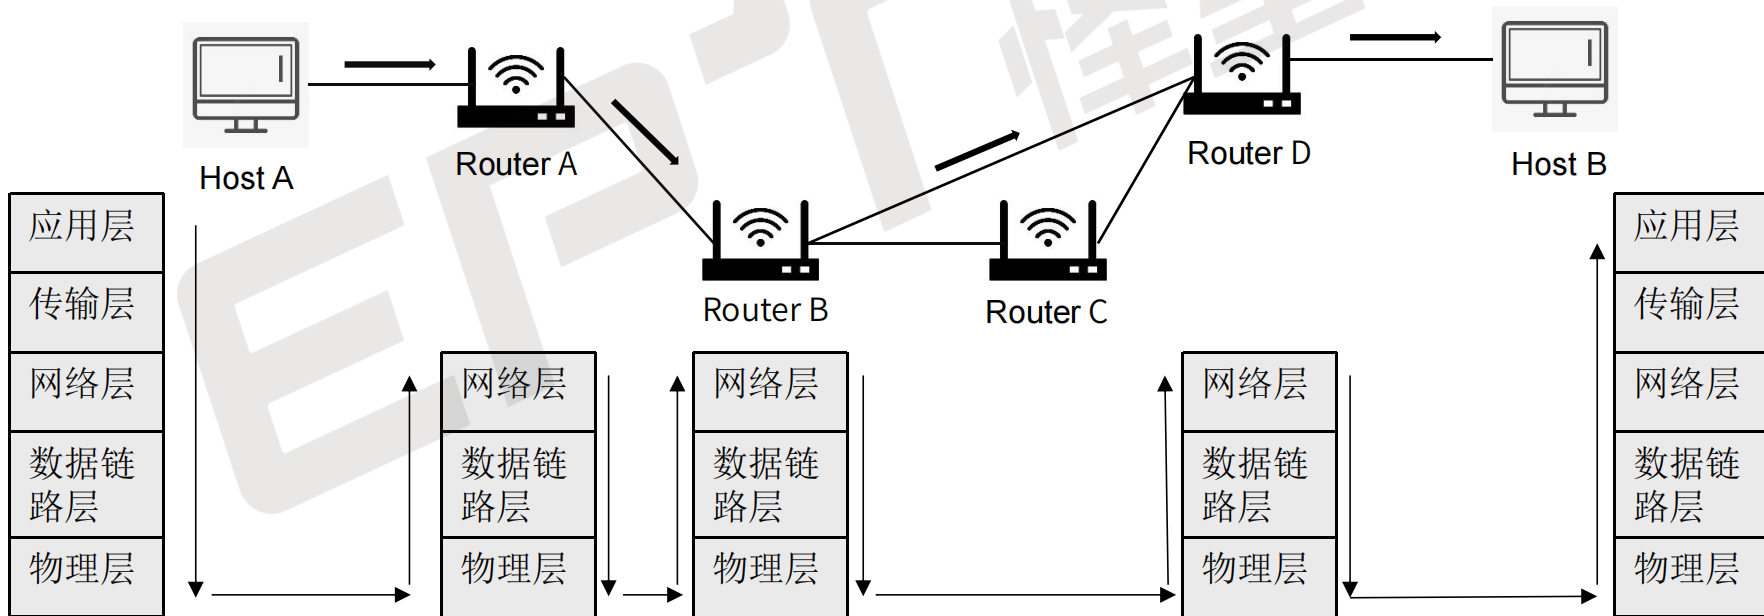 Host A
Router A
Router B
Router C
Router D
Host B
应用层
传输层
网络层
数据链
路层
物理层
网络层
数据链
路层
物理层
网络层
数据链
路层
物理层
网络层
数据链
路层
物理层
应用层
传输层
网络层
数据链
路层
物理层